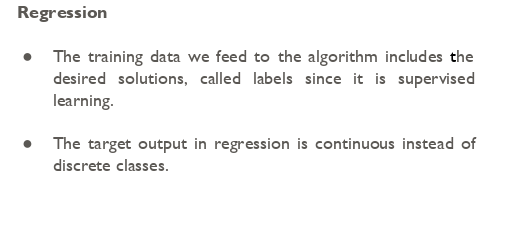 Regression
● The training data we feed to the algorithm includes the
desired solutions, called labels since it is supervised
learning.
● The target output in regression is continuous instead of
discrete classes.